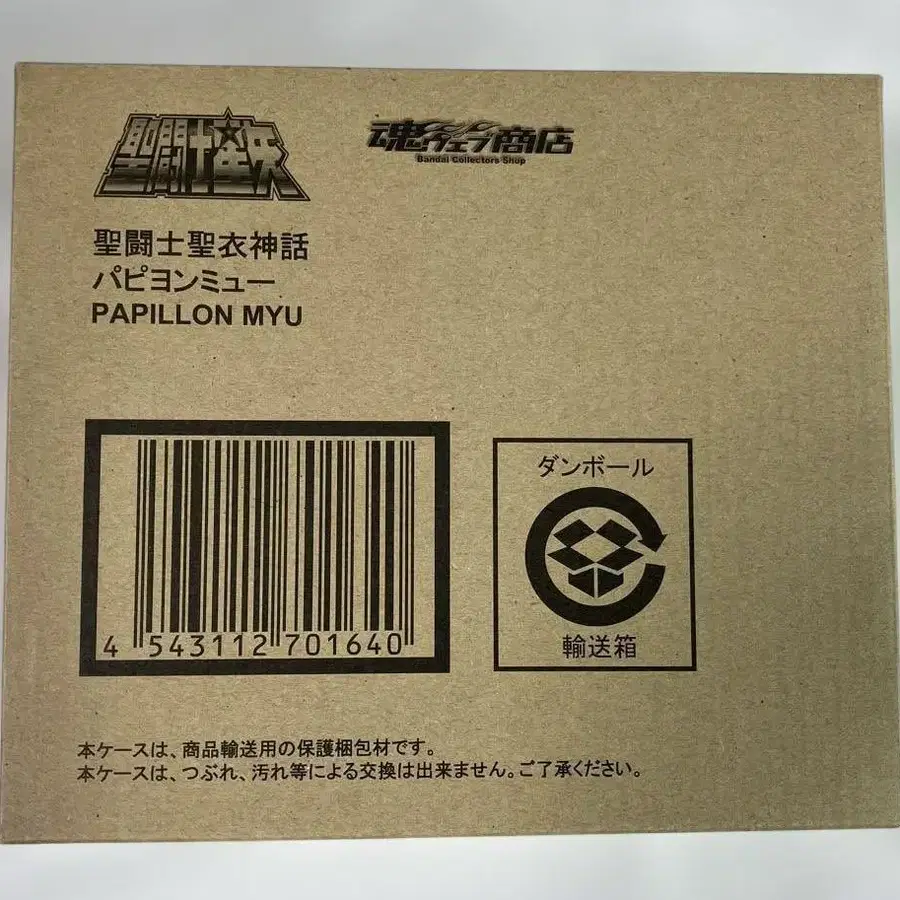 聖闘士星矢
魂ウェブ商店
Bandai Collectors Shop
聖闘士聖衣神話
パピヨンミュー
PAPILLON MYU
4 543112 701640
ダンボール
輸送箱
本ケースは、商品輸送用の保護梱包材です。
本ケースは、つぶれ、汚れ等による交換は出来ません。ご了承ください。